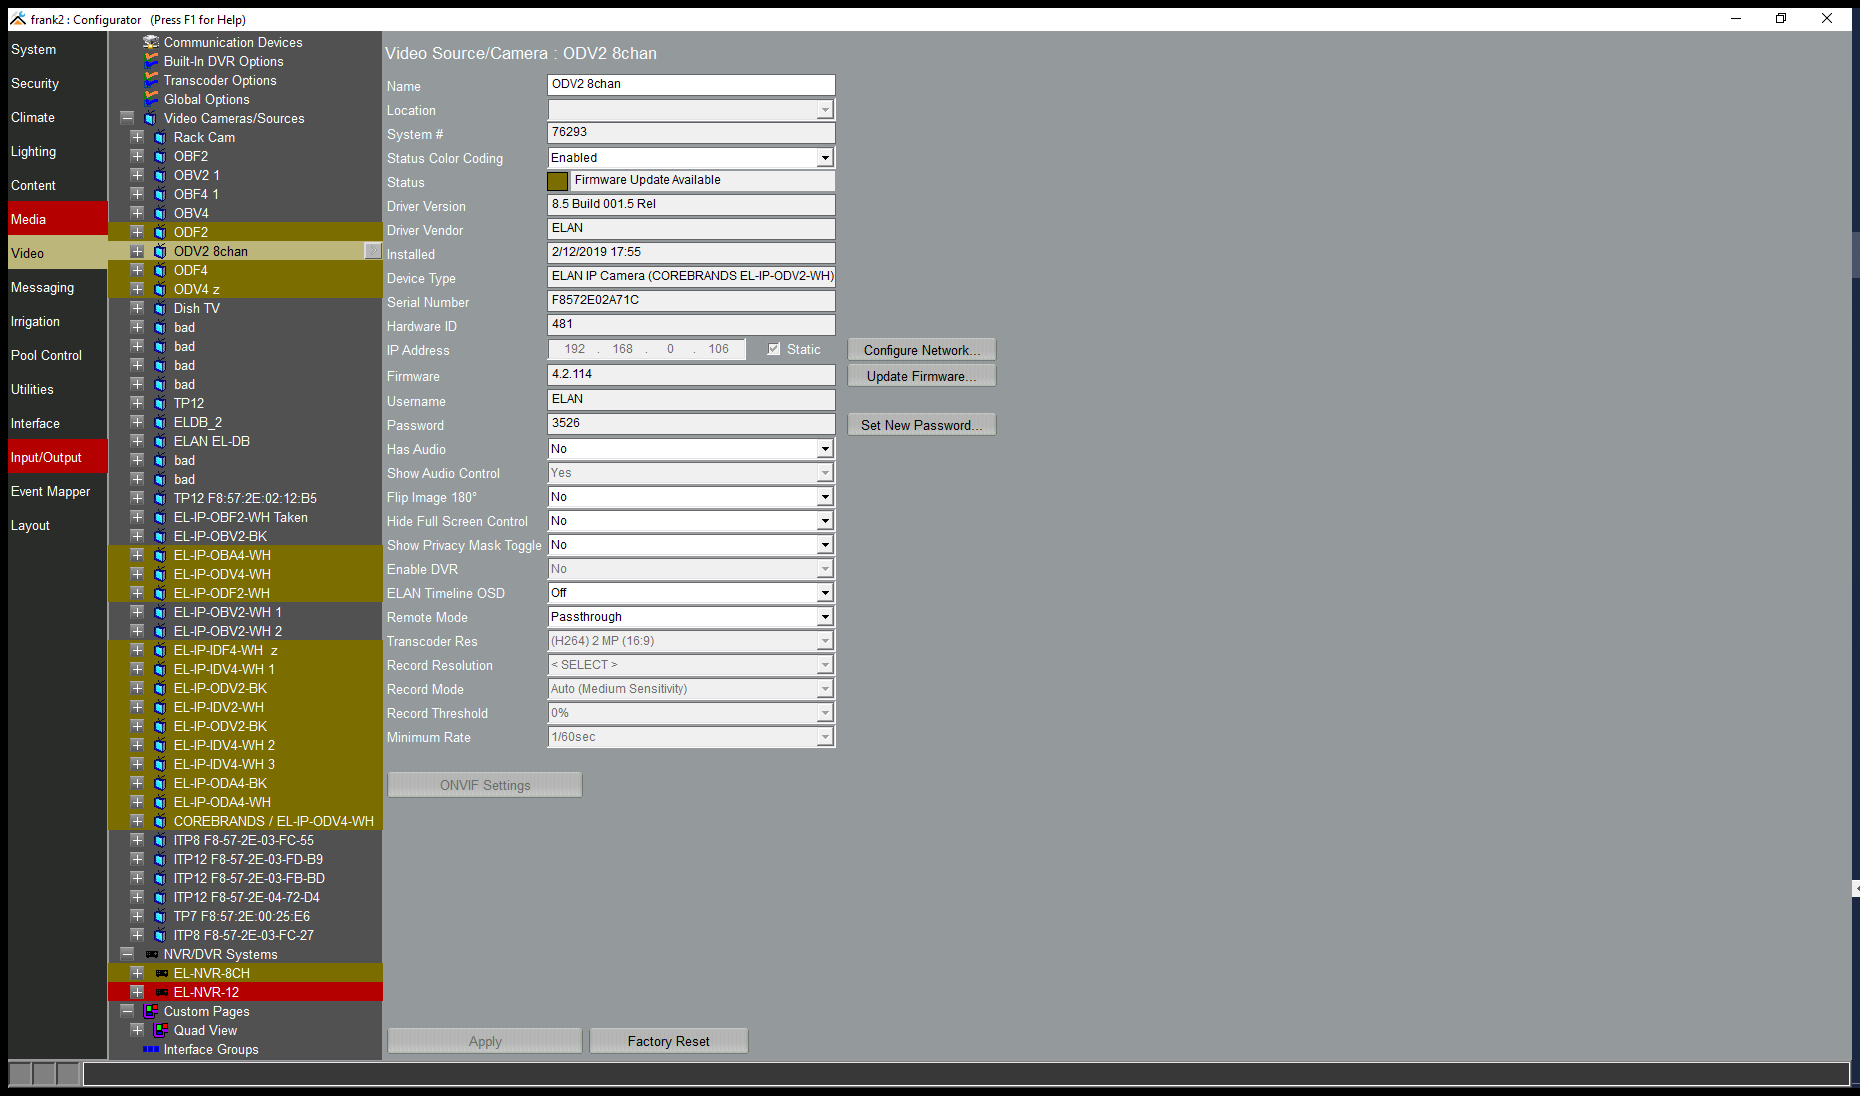 frank2 : Configurator   (Press F1 for Help)
System
Security
Climate
Lighting
Content
Media
Video
Messaging
Irrigation
Pool Control
Utilities
Interface
Input/Output
Event Mapper
Layout
Communication Devices
Built-In DVR Options
Transcoder Options
Global Options
Video Cameras/Sources
Rack Cam
OBF2
OBV2 1
OBF4 1
OBV4
ODF2
ODV2 8chan
ODF4
ODV4 z
Dish TV
bad
bad
bad
bad
TP12
ELDB_2
ELAN EL-DB
bad
bad
TP12 F8:57:2E:02:12:B5
EL-IP-OBF2-WH Taken
EL-IP-OBV2-BK
EL-IP-OBA4-WH
EL-IP-ODV4-WH
EL-IP-ODF2-WH
EL-IP-OBV2-WH 1
EL-IP-OBV2-WH 2
EL-IP-IDF4-WH  z
EL-IP-IDV4-WH 1
EL-IP-ODV2-BK
EL-IP-IDV2-WH
EL-IP-ODV2-BK
EL-IP-IDV4-WH 2
EL-IP-IDV4-WH 3
EL-IP-ODA4-BK
EL-IP-ODA4-WH
COREBRANDS / EL-IP-ODV4-WH
ITP8 F8-57-2E-03-FC-55
ITP12 F8-57-2E-03-FD-B9
ITP12 F8-57-2E-03-FB-BD
ITP12 F8-57-2E-04-72-D4
TP7 F8:57:2E:00:25:E6
ITP8 F8-57-2E-03-FC-27
NVR/DVR Systems
EL-NVR-8CH
EL-NVR-12
Custom Pages
Quad View
Interface Groups
Video Source/Camera : ODV2 8chan
Name ODV2 8chan
Location
System # 76293
Status Color Coding Enabled
Status Firmware Update Available
Driver Version 8.5 Build 001.5 Rel
Driver Vendor ELAN
Installed 2/12/2019 17:55
Device Type ELAN IP Camera (COREBRANDS EL-IP-ODV2-WH)
Serial Number F8572E02A71C
Hardware ID 481
IP Address 192 . 168 . 0 . 106 Static Configure Network...
Firmware 4.2.114 Update Firmware...
Username ELAN
Password 3526 Set New Password...
Has Audio No
Show Audio Control Yes
Flip Image 180° No
Hide Full Screen Control No
Show Privacy Mask Toggle No
Enable DVR No
ELAN Timeline OSD Off
Remote Mode Passthrough
Transcoder Res (H264) 2 MP (16:9)
Record Resolution < SELECT >
Record Mode Auto (Medium Sensitivity)
Record Threshold 0%
Minimum Rate 1/60sec
ONVIF Settings
Apply Factory Reset